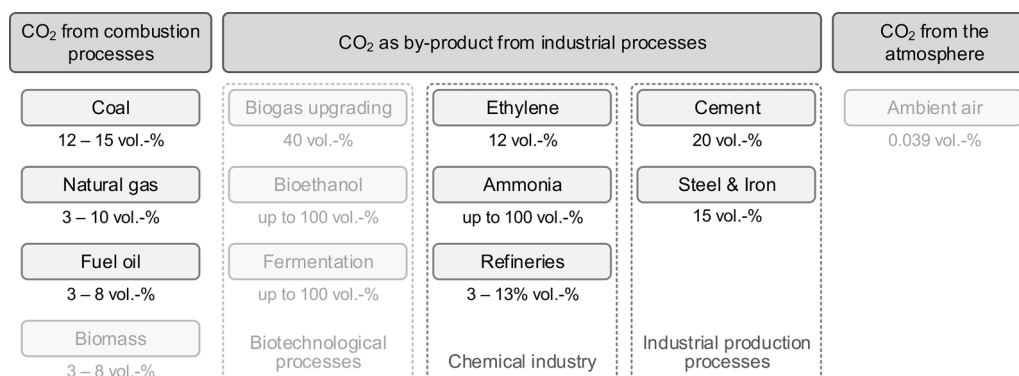 CO₂ from combustion
processes
CO₂ as by-product from industrial processes
CO₂ from the
atmosphere
Coal
12 – 15 vol.-%
Natural gas
3 – 10 vol.-%
Fuel oil
3 – 8 vol.-%
Biomass
3 – 8 vol.-%
Biogas upgrading
40 vol.-%
Bioethanol
up to 100 vol.-%
Fermentation
up to 100 vol.-%
Biotechnological
processes
Ethylene
12 vol.-%
Ammonia
up to 100 vol.-%
Refineries
3 – 13% vol.-%
Chemical industry
Cement
20 vol.-%
Steel & Iron
15 vol.-%
Industrial production
processes
Ambient air
0.039 vol.-%